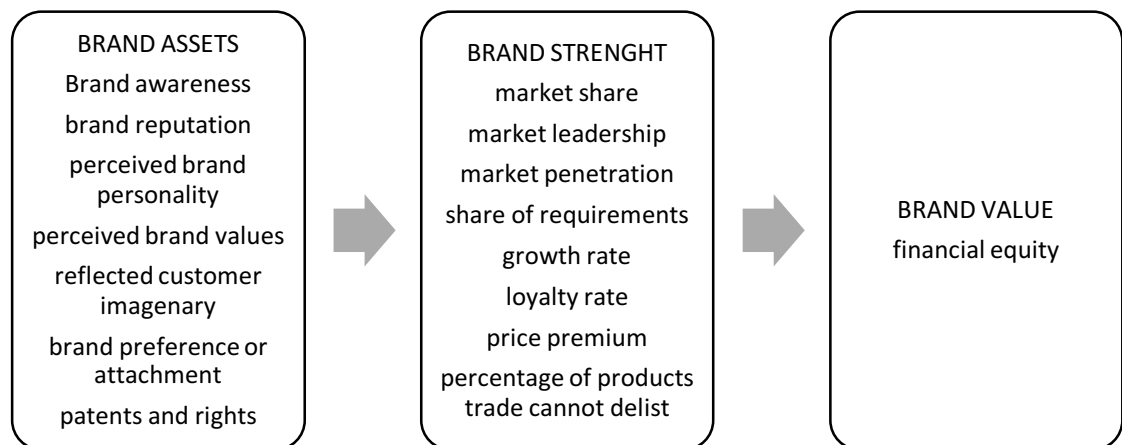 BRAND ASSETS
Brand awareness
brand reputation
perceived brand
personality
perceived brand values
reflected customer
imagenary
brand preference or
attachment
patents and rights
BRAND STRENGHT
market share
market leadership
market penetration
share of requirements
growth rate
loyalty rate
price premium
percentage of products
trade cannot delist
BRAND VALUE
financial equity